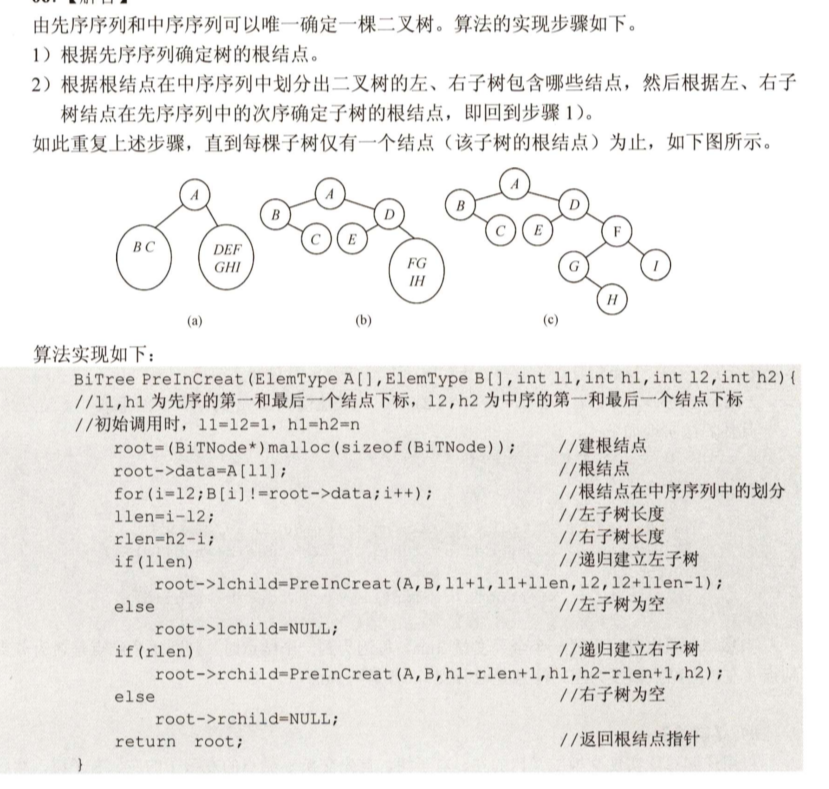 由先序序列和中序序列可以唯一确定一棵二叉树。算法的实现步骤如下。
1）根据先序序列确定树的根结点。
2）根据根结点在中序序列中划分出二叉树的左、右子树包含哪些结点，然后根据左、右子
树结点在先序序列中的次序确定子树的根结点，即回到步骤 1）。
如此重复上述步骤，直到每棵子树仅有一个结点（该子树的根结点）为止，如下图所示。
A
B C
DEF
GHI
(a)
A
B
D
C
E
FG
IH
(b)
A
B
D
C
E
F
G
I
H
(c)
算法实现如下：
BiTree PreInCreat(ElemType A[],ElemType B[],int l1,int h1,int l2,int h2){
//l1,h1 为先序的第一和最后一个结点下标，l2,h2 为中序的第一和最后一个结点下标
//初始调用时，l1=l2=1，h1=h2=n
root=(BiTNode*)malloc(sizeof(BiTNode)); //建根结点
root->data=A[l1]; //根结点
for(i=l2;B[i]!=root->data;i++); //根结点在中序序列中的划分
llen=i-l2; //左子树长度
rlen=h2-i; //右子树长度
if(llen) //递归建立左子树
root->lchild=PreInCreat(A,B,l1+1,l1+llen,l2,l2+llen-1);
else //左子树为空
root->lchild=NULL;
if(rlen) //递归建立右子树
root->rchild=PreInCreat(A,B,h1-rlen+1,h1,h2-rlen+1,h2);
else //右子树为空
root->rchild=NULL;
return root; //返回根结点指针
}